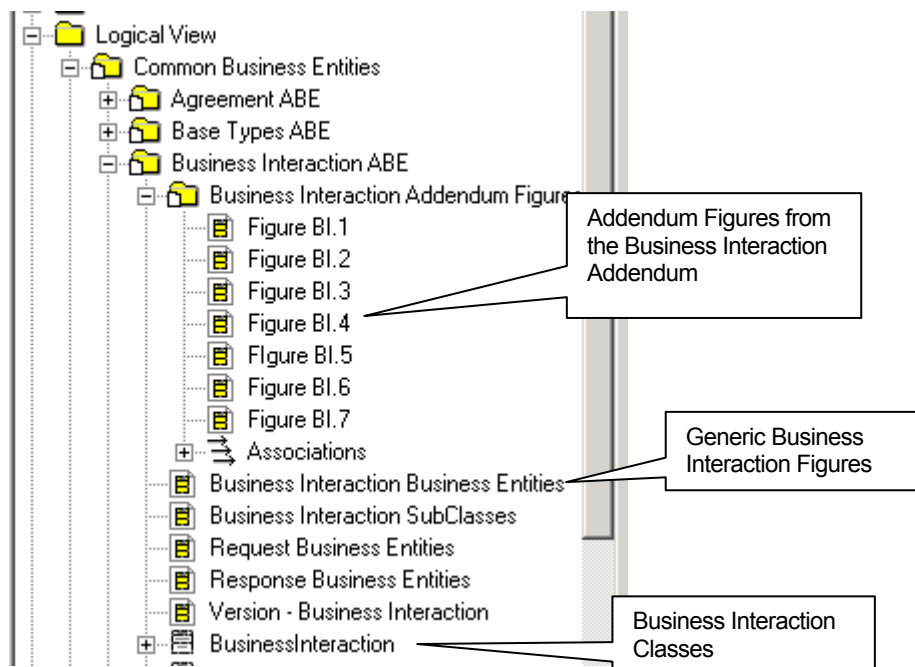 Logical View
Common Business Entities
Agreement ABE
Base Types ABE
Business Interaction ABE
Business Interaction Addendum Figure
Figure BI.1
Figure BI.2
Figure BI.3
Figure BI.4
FIgure BI.5
Figure BI.6
Figure BI.7
Associations
Business Interaction Business Entities
Business Interaction SubClasses
Request Business Entities
Response Business Entities
Version - Business Interaction
BusinessInteraction
Addendum Figures from
the Business Interaction
Addendum
Generic Business
Interaction Figures
Business Interaction
Classes